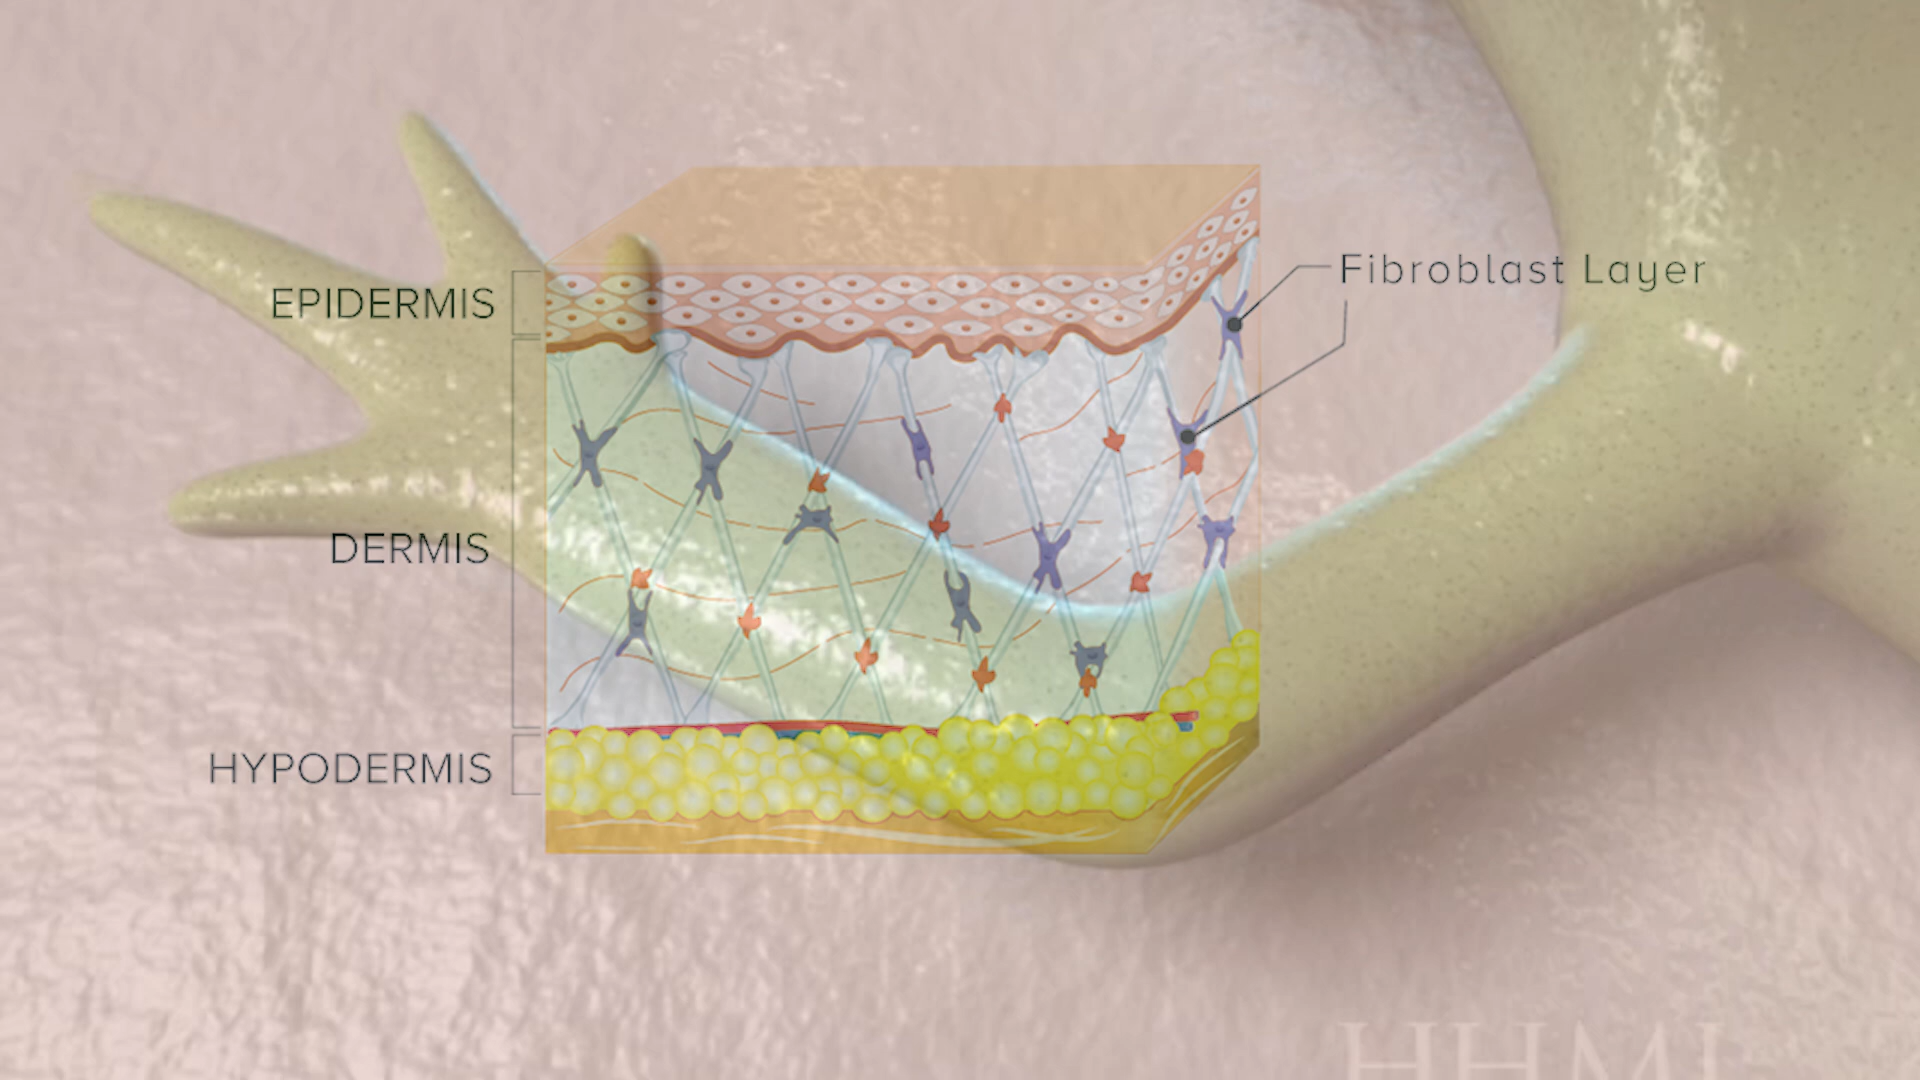 Fibroblast Layer
EPIDERMIS
DERMIS
HYPODERMIS
HHMI